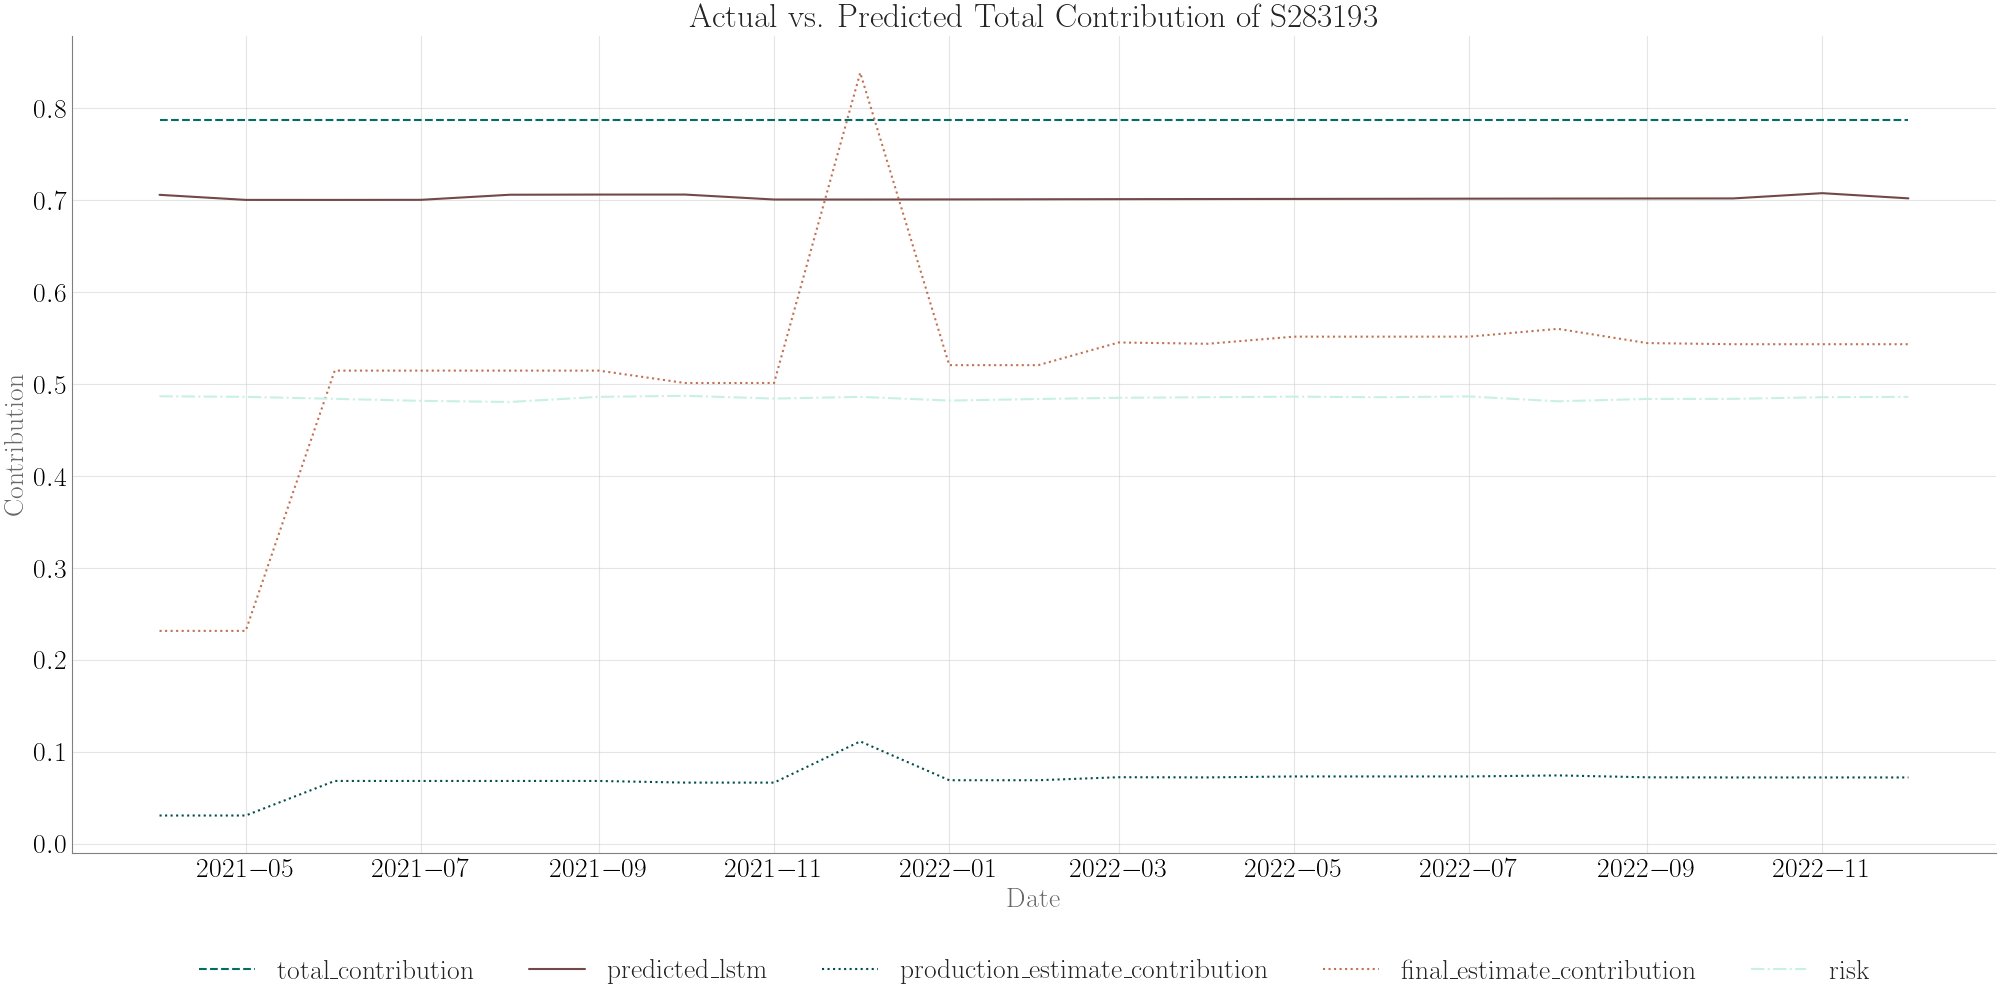 Actual vs. Predicted Total Contribution of S283193
0.8
0.7
0.6
0.5
0.4
0.3
0.2
0.1
0.0
Contribution
2021–05 2021–07 2021–09 2021–11 2022–01 2022–03 2022–05 2022–07 2022–09 2022–11
Date
total_contribution predicted_lstm production_estimate_contribution final_estimate_contribution risk